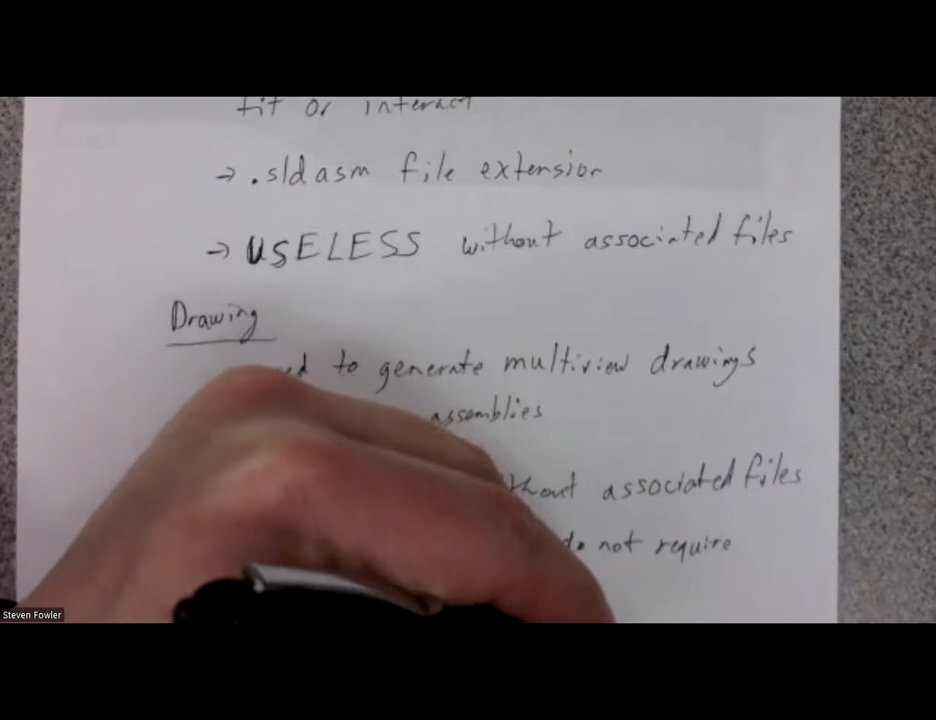 fit or interact
→ .sldasm file extension
→ USELESS without associated files
Drawing
to generate multiview drawings
assemblies
associated files
do not require
Steven Fowler